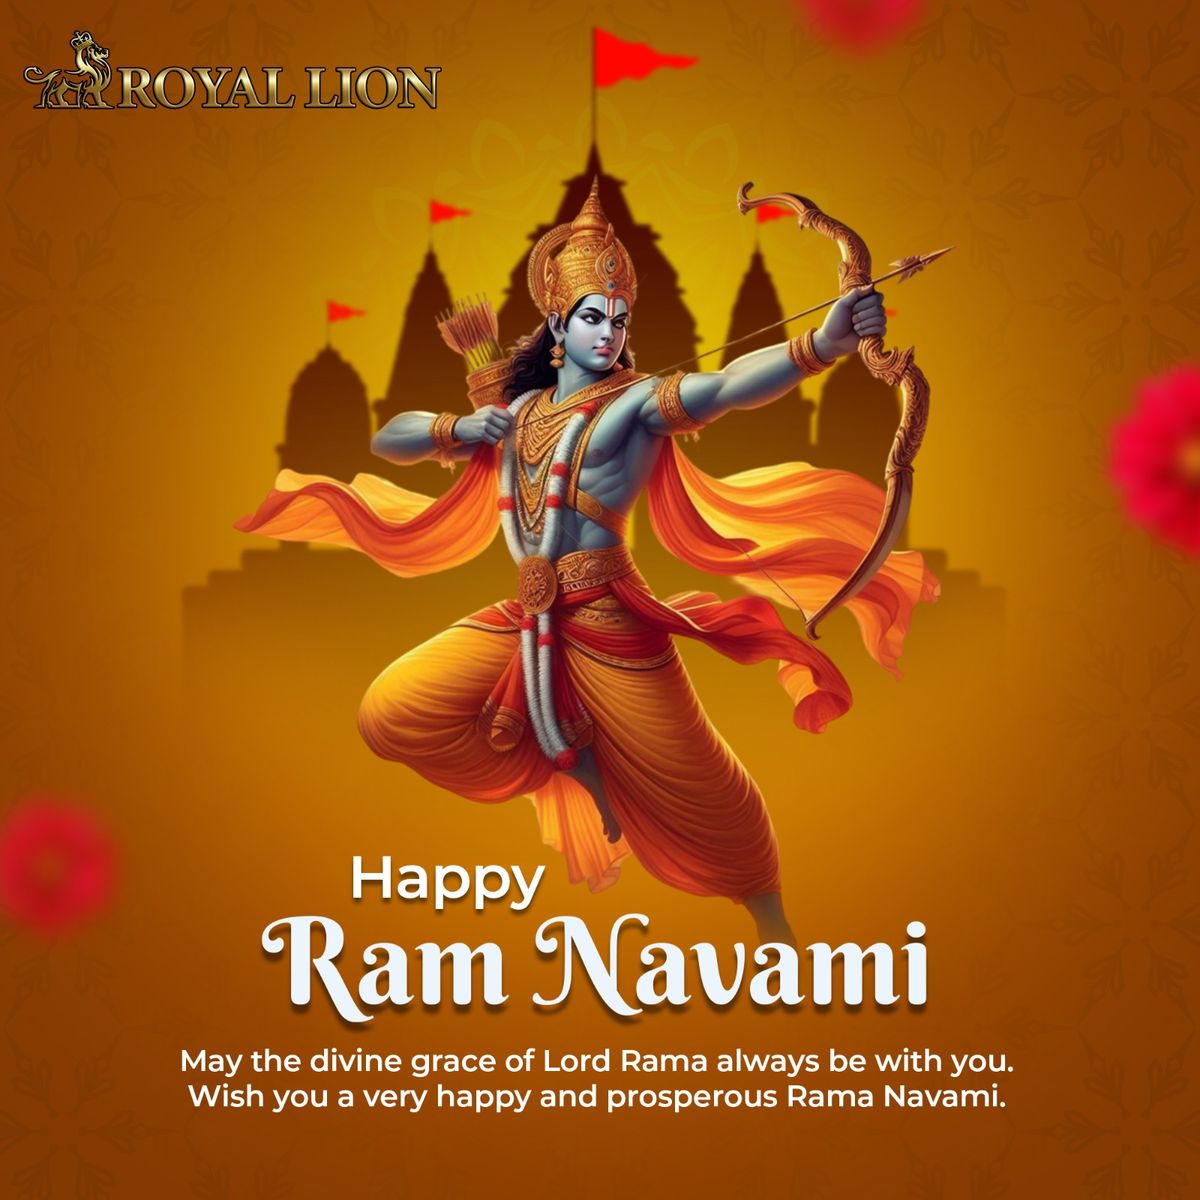 ROYAL LION
Happy
Ram Navami
May the divine grace of Lord Rama always be with you.
Wish you a very happy and prosperous Rama Navami.